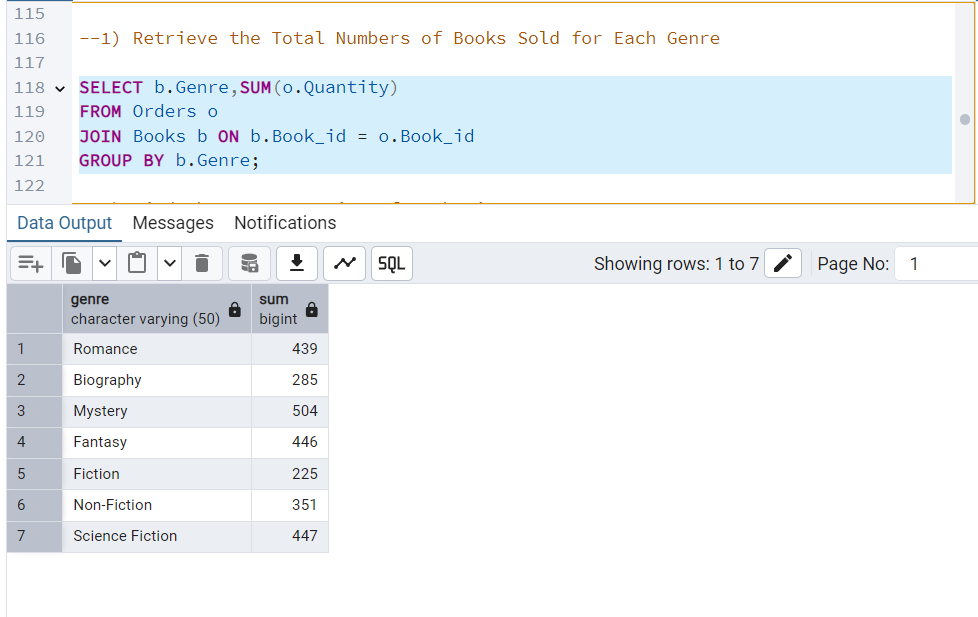 115
116 --1) Retrieve the Total Numbers of Books Sold for Each Genre
117
118 SELECT b.Genre,SUM(o.Quantity)
119 FROM Orders o
120 JOIN Books b ON b.Book_id = o.Book_id
121 GROUP BY b.Genre;
122
Data Output Messages Notifications
SQL Showing rows: 1 to 7 Page No: 1
genre sum
character varying (50) bigint
1 Romance 439
2 Biography 285
3 Mystery 504
4 Fantasy 446
5 Fiction 225
6 Non-Fiction 351
7 Science Fiction 447